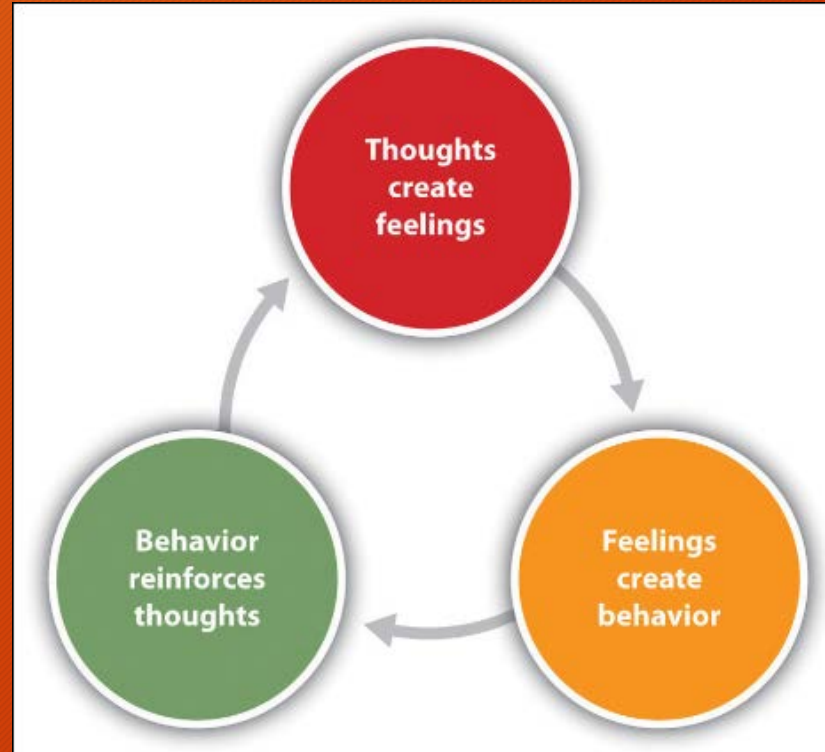 Thoughts
create
feelings
Feelings
create
behavior
Behavior
reinforces
thoughts